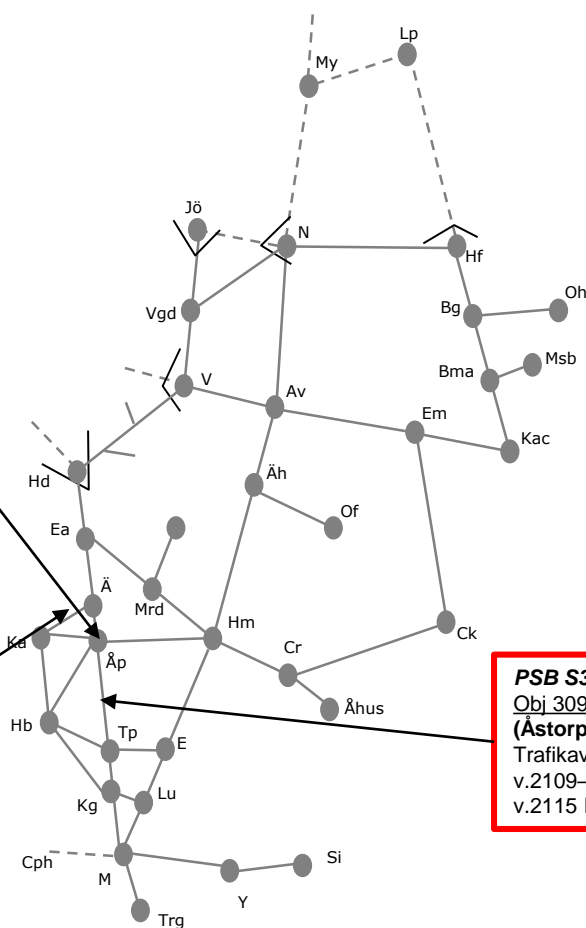 Lp
My
Jö
N
Hf
Vgd
Bg
Oh
Msb
V
Bma
Av
Em
Kac
Äh
Hd
Of
Ea
Ä
Mrd
Hm
Ka
Cr
Ck
Åp
Åhus
PSB S3
Obj 309
(Åstorp
Trafikav
v.2109–
v.2115
Hb
Tp
E
Kg
Lu
Cph
M
Si
Y
Trg